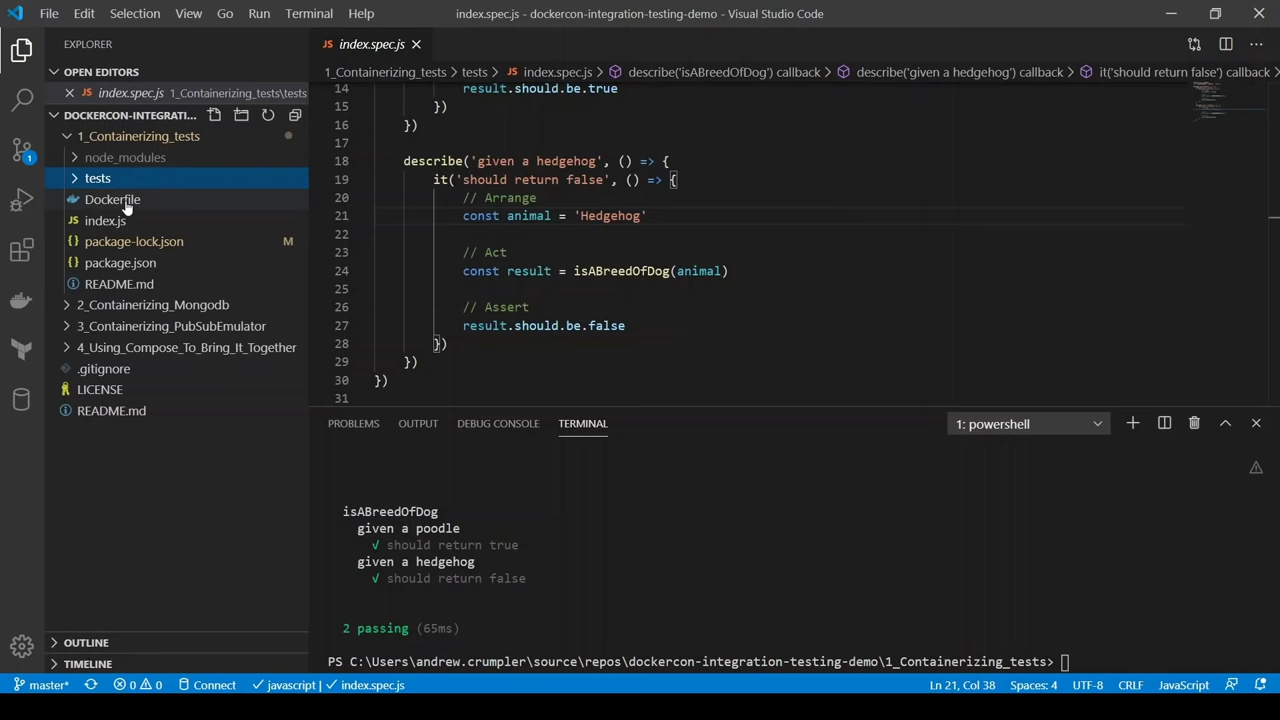 File Edit Selection View Go Run Terminal Help index.spec.js - dockercon-integration-testing-demo - Visual Studio Code
EXPLORER
OPEN EDITORS
JS index.spec.js 1_Containerizing_tests\tests
DOCKERCON-INTEGRATI...
1_Containerizing_tests
node_modules
tests
Dockerfile
JS index.js
{} package-lock.json M
{} package.json
README.md
2_Containerizing_Mongodb
3_Containerizing_PubSubEmulator
4_Using_Compose_To_Bring_It_Together
.gitignore
LICENSE
README.md
OUTLINE
TIMELINE
1
JS index.spec.js
1_Containerizing_tests > tests > JS index.spec.js > describe('isABreedOfDog') callback > describe('given a hedgehog') callback > it('should return false') callback
14 result.should.be.true
15 })
16 })
17
18 describe('given a hedgehog', () => {
19 it('should return false', () => {
20 // Arrange
21 const animal = 'Hedgehog'
22
23 // Act
24 const result = isABreedOfDog(animal)
25
26 // Assert
27 result.should.be.false
28 })
29 })
30 })
31
PROBLEMS OUTPUT DEBUG CONSOLE TERMINAL 1: powershell
isABreedOfDog
given a poodle
√ should return true
given a hedgehog
√ should return false
2 passing (65ms)
PS C:\Users\andrew.crumpler\source\repos\dockercon-integration-testing-demo\1_Containerizing_tests>
master* 0 0 Connect javascript | index.spec.js Ln 21, Col 38 Spaces: 4 UTF-8 CRLF JavaScript